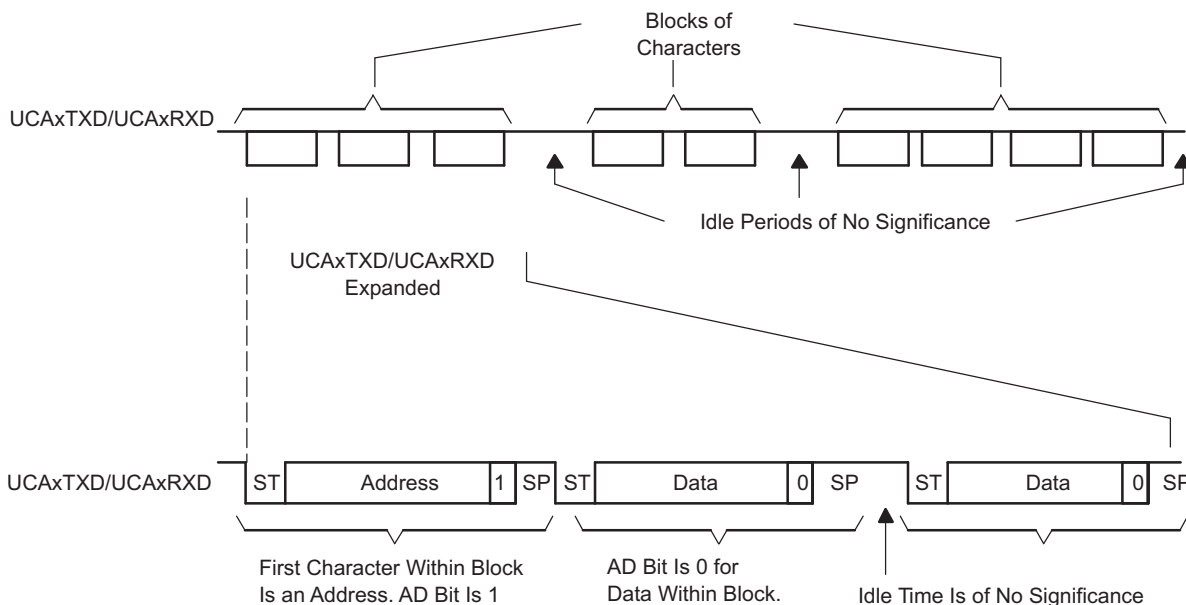 Blocks of
Characters
UCAxTXD/UCAxRXD
Idle Periods of No Significance
UCAxTXD/UCAxRXD
Expanded
UCAxTXD/UCAxRXD
ST Address 1 SP ST Data 0 SP ST Data 0 SP
First Character Within Block
Is an Address. AD Bit Is 1
AD Bit Is 0 for
Data Within Block.
Idle Time Is of No Significance